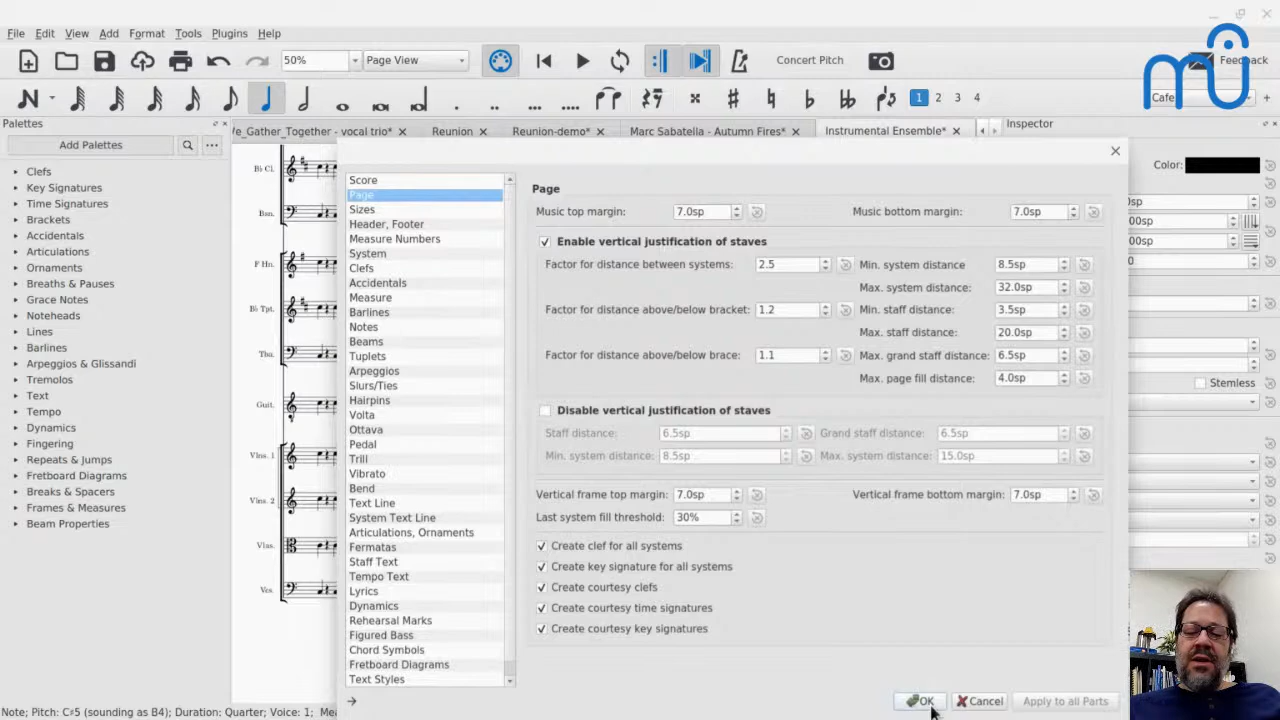 File Edit View Add Format Tools Plugins Help
50% Page View Concert Pitch Feedback
1 2 3 4
Palettes
Add Palettes
Clefs
Key Signatures
Time Signatures
Brackets
Accidentals
Articulations
Ornaments
Breaths & Pauses
Grace Notes
Noteheads
Lines
Barlines
Arpeggios & Glissandi
Tremolos
Text
Tempo
Dynamics
Fingering
Repeats & Jumps
Fretboard Diagrams
Breaks & Spacers
Frames & Measures
Beam Properties
e_Gather_Together - vocal trio* Reunion Reunion-demo* Marc Sabatella - Autumn Fires* Instrumental Ensemble*
B♭ Cl.
Bsn.
F Hn.
B♭ Tpt.
Tba.
Guit.
Vlns. 1
Vlns. 2
Vlas.
Vcs.
Score
Page
Sizes
Header, Footer
Measure Numbers
System
Clefs
Accidentals
Measure
Barlines
Notes
Beams
Tuplets
Arpeggios
Slurs/Ties
Hairpins
Volta
Ottava
Pedal
Trill
Vibrato
Bend
Text Line
System Text Line
Articulations, Ornaments
Fermatas
Staff Text
Tempo Text
Lyrics
Dynamics
Rehearsal Marks
Figured Bass
Chord Symbols
Fretboard Diagrams
Text Styles
Page
Music top margin: 7.0sp Music bottom margin: 7.0sp
Enable vertical justification of staves
Factor for distance between systems: 2.5 Min. system distance 8.5sp
Max. system distance: 32.0sp
Factor for distance above/below bracket: 1.2 Min. staff distance: 3.5sp
Max. staff distance: 20.0sp
Factor for distance above/below brace: 1.1 Max. grand staff distance: 6.5sp
Max. page fill distance: 4.0sp
Disable vertical justification of staves
Staff distance: 6.5sp Grand staff distance: 6.5sp
Min. system distance: 8.5sp Max. system distance: 15.0sp
Vertical frame top margin: 7.0sp Vertical frame bottom margin: 7.0sp
Last system fill threshold: 30%
Create clef for all systems
Create key signature for all systems
Create courtesy clefs
Create courtesy time signatures
Create courtesy key signatures
OK Cancel Apply to all Parts
Inspector
Color:
Stemless
Note; Pitch: C♯5 (sounding as B4); Duration: Quarter; Voice: 1;